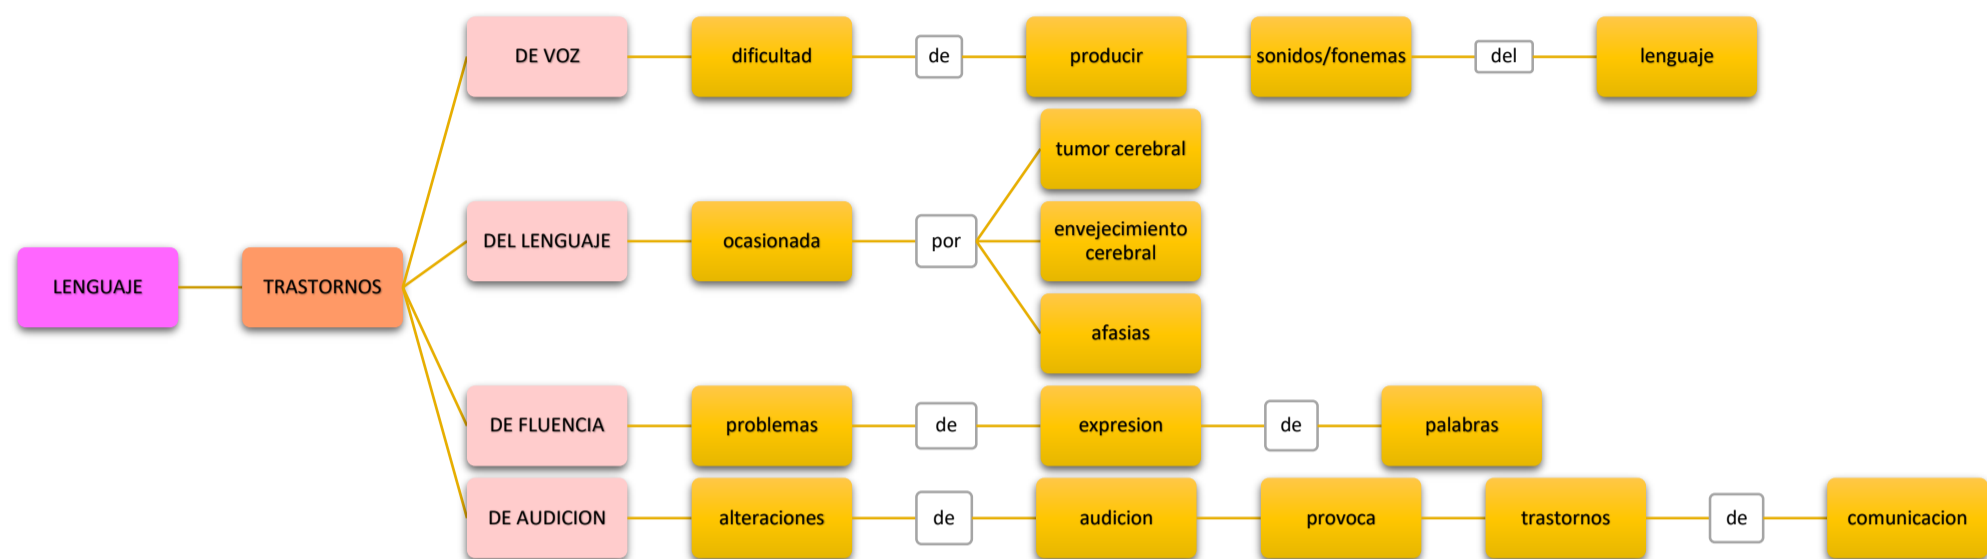 LENGUAJE
TRASTORNOS
DE VOZ
dificultad
de
producir
sonidos/fonemas
del
lenguaje
DEL LENGUAJE
ocasionada
por
tumor cerebral
envejecimiento
cerebral
afasias
DE FLUENCIA
problemas
de
expresion
de
palabras
DE AUDICION
alteraciones
de
audicion
provoca
trastornos
de
comunicacion